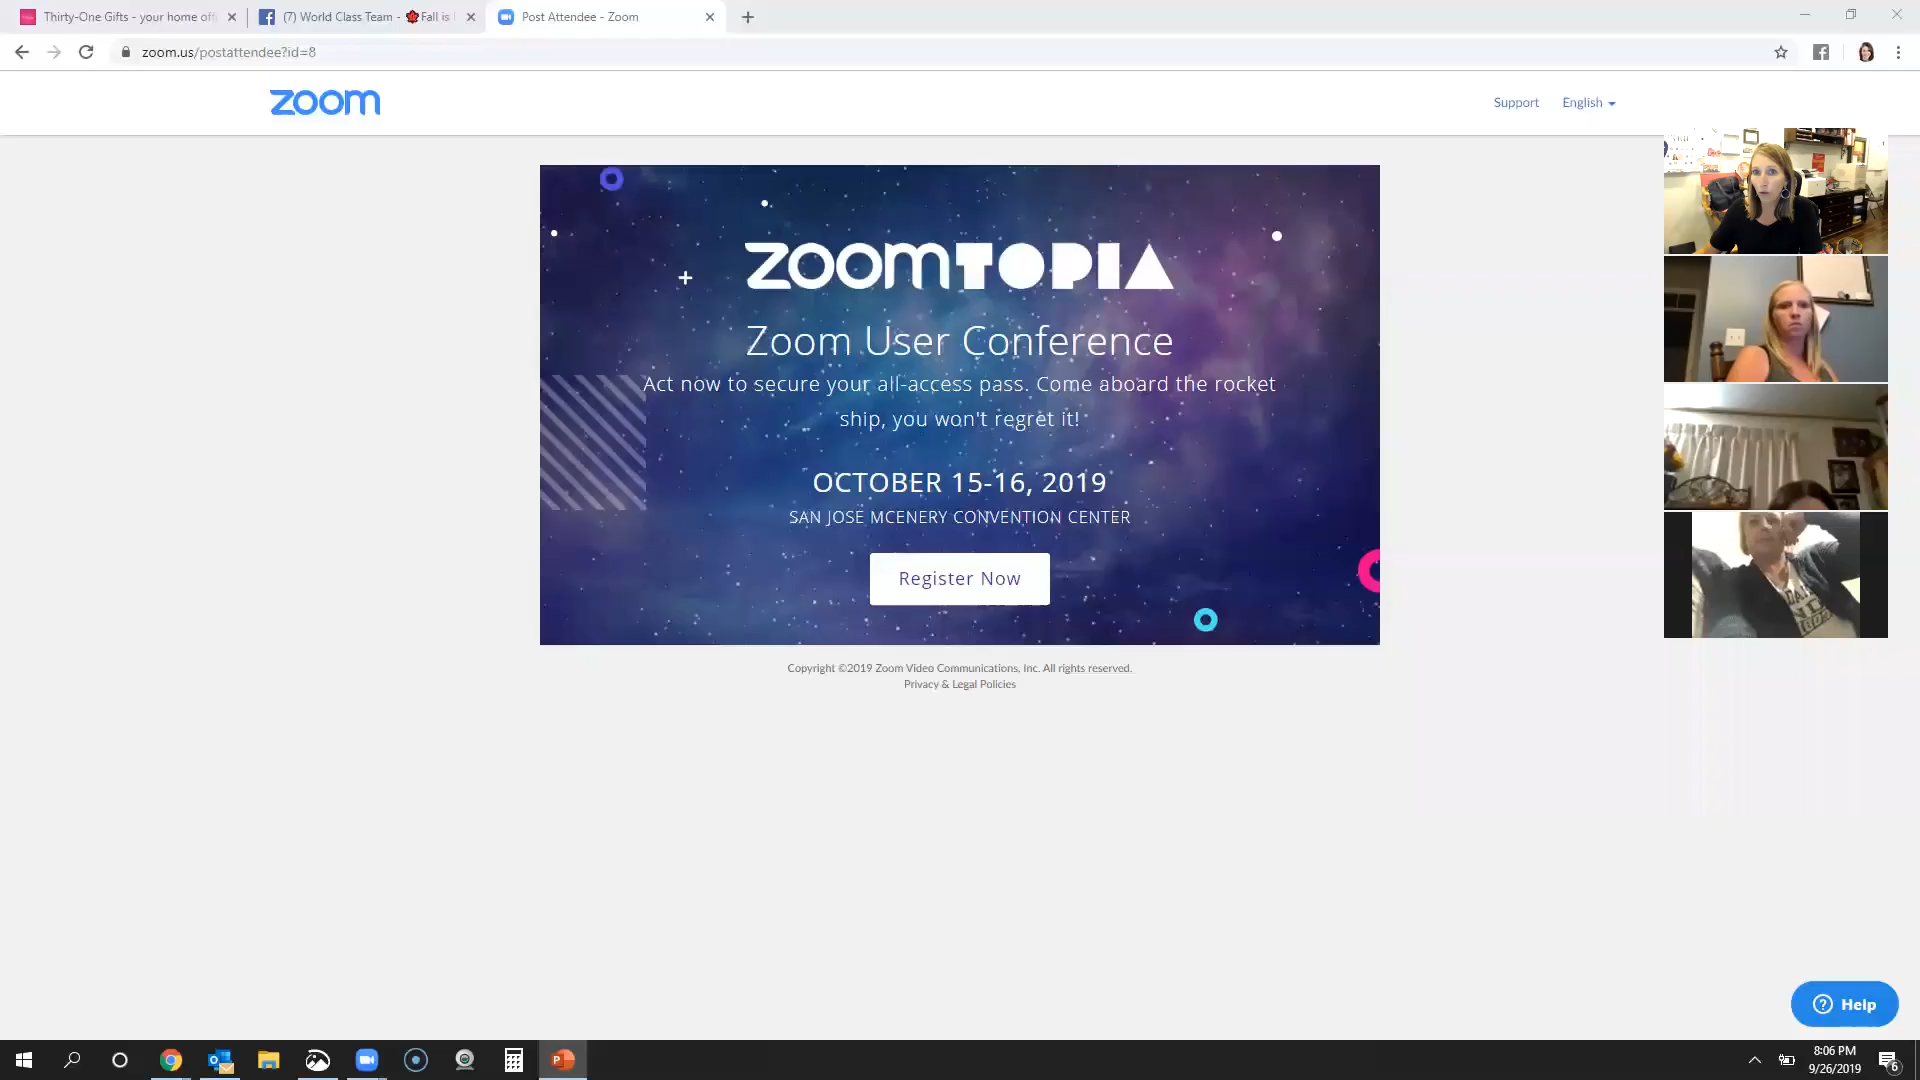 Thirty-One Gifts - your home off
(7) World Class Team - 🍁Fall is
Post Attendee - Zoom
zoom.us/postattendee?id=8
zoom
Support
English
zoomTOPIA
Zoom User Conference
Act now to secure your all-access pass. Come aboard the rocket
ship, you won't regret it!
OCTOBER 15-16, 2019
SAN JOSE MCENERY CONVENTION CENTER
Register Now
Copyright ©2019 Zoom Video Communications, Inc. All rights reserved.
Privacy & Legal Policies
Help
8:06 PM
9/26/2019
6